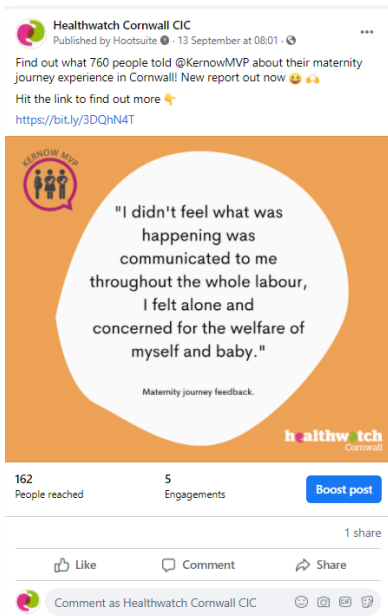 Healthwatch Cornwall CIC
Published by Hootsuite · 13 September at 08:01 ·
Find out what 760 people told @KernowMVP about their maternity
journey experience in Cornwall! New report out now 😀 🙌
Hit the link to find out more 👇
https://bit.ly/3DQhN4T
KERNOW MVP
"I didn't feel what was
happening was
communicated to me
throughout the whole labour,
I felt alone and
concerned for the welfare of
myself and baby."
Maternity journey feedback.
healthwatch
Cornwall
162
People reached
5
Engagements
Boost post
1 share
Like
Comment
Share
Comment as Healthwatch Cornwall CIC
GIF